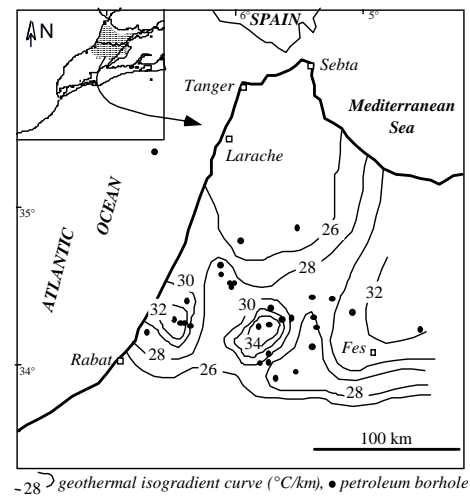 N
6°
5°
SPAIN
Sebta
Tanger
Mediterranean
Sea
Larache
ATLANTIC OCEAN
35°
26
28
30
32
32
30
34
28
Rabat
Fes
34°
26
28
100 km
28 geothermal isogradient curve (°C/km), ● petroleum borhole